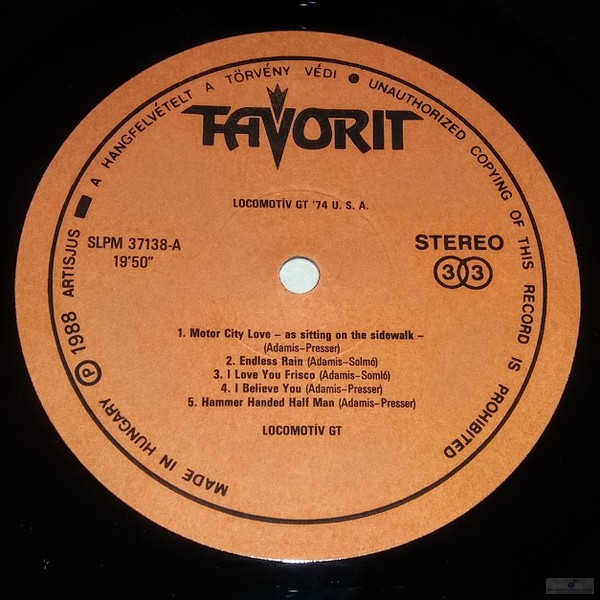 A HANGFELVÉTELT A TÖRVÉNY VÉDI ● UNAUTHORIZED COPYING OF THIS RECORD IS PROHIBITED
FAVORIT
LOCOMOTÍV GT '74 U. S. A.
SLPM 37138-A
19'50"
STEREO
33
1. Motor City Love – as sitting on the sidewalk –
(Adamis–Presser)
2. Endless Rain (Adamis–Solmó)
3. I Love You Frisco (Adamis–Somló)
4. I Believe You (Adamis–Presser)
5. Hammer Handed Half Man (Adamis–Presser)
LOCOMOTÍV GT
MADE IN HUNGARY Ⓟ 1988 ARTISJUS